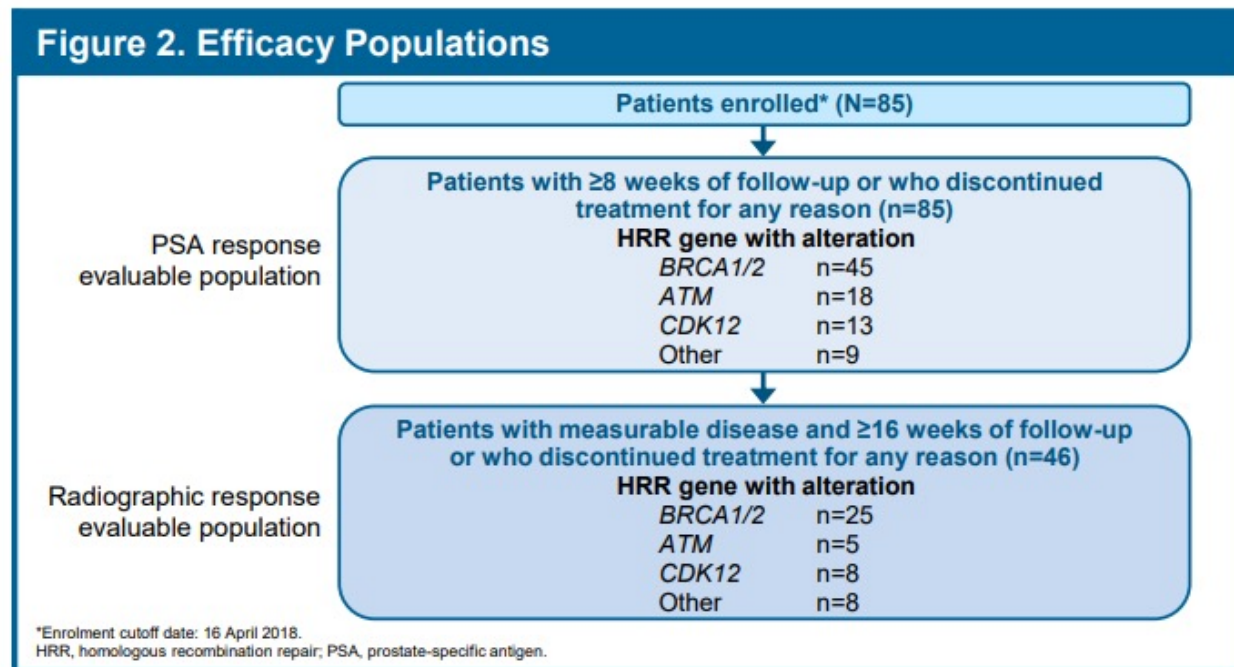 Figure 2. Efficacy Populations
Patients enrolled* (N=85)
PSA response
evaluable population
Patients with ≥8 weeks of follow-up or who discontinued
treatment for any reason (n=85)
HRR gene with alteration
BRCA1/2 n=45
ATM n=18
CDK12 n=13
Other n=9
Radiographic response
evaluable population
Patients with measurable disease and ≥16 weeks of follow-up
or who discontinued treatment for any reason (n=46)
HRR gene with alteration
BRCA1/2 n=25
ATM n=5
CDK12 n=8
Other n=8
*Enrolment cutoff date: 16 April 2018.
HRR, homologous recombination repair; PSA, prostate-specific antigen.